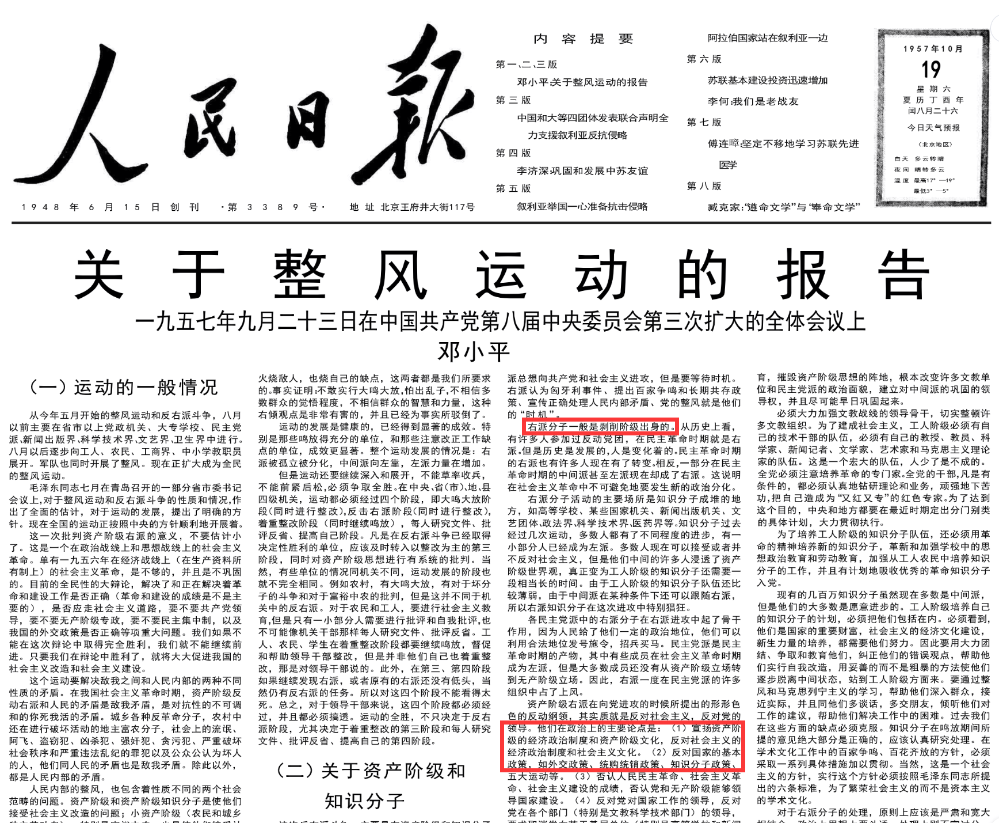 人民日報
1948年6月15日创刊 ·第3389号· 地址 北京王府井大街117号
内容提要
第一、二、三版
邓小平:关于整风运动的报告
第三版
中国和大等四团体发表联合声明全
力支援叙利亚反抗侵略
第四版
李济深:巩固和发展中苏友谊
第五版
叙利亚举国一心准备抗击侵略
阿拉伯国家站在叙利亚一边
第六版
苏联基本建设投资迅速增加
李何:我们是老战友
第七版
傅连暲:坚定不移地学习苏联先进
医学
第八版
臧克家:“遵命文学”与“奉命文学”
1957年10月
19
星期六
夏历丁酉年
闰八月二十六
今日天气预报
(北京地区)
白天 多云转晴
夜间 晴转多云
温度 最高17°—19°
最低3°—5°
关于整风运动的报告
一九五七年九月二十三日在中国共产党第八届中央委员会第三次扩大的全体会议上
邓小平
(一)运动的一般情况
从今年五月开始的整风运动和反右派斗争，八月
以前主要在省市以上党政机关、大专学校、民主党
派、新闻出版界、科学技术界、文艺界、卫生界中进行。
八月以后逐步向工人、农民、工商界、中小学教职员
展开。军队也同时开展了整风。现在正扩大成为全民
的整风运动。
毛泽东同志七月在青岛召开的一部分省市委书记
会议上,对于整风运动和反右派斗争的性质和情况,作
出了全面的估计，对于运动的发展，提出了明确的方
针。现在全国的运动正按照中央的方针顺利地开展着。
这一次批判资产阶级右派的意义，不要估计小
了。这是一个在政治战线上和思想战线上的社会主义
革命。单有一九五六年在经济战线上（在生产资料所
有制上）的社会主义革命，是不够的，并且是不巩固
的。目前的全民性的大辩论，解决了和正在解决着革
命和建设工作是否正确（革命和建设的成绩是不是主
要的），是否应走社会主义道路，要不要共产党领
导，要不要无产阶级专政，要不要民主集中制，以及
我国的外交政策是否正确等项重大问题。我们如果不
能在这次辩论中取得完全胜利，我们就不能继续前
进。只要我们在辩论中胜利了，就将大大促进我国的
社会主义改造和社会主义建设。
这个运动要解决敌我之间和人民内部的两种不同
性质的矛盾。在我国社会主义革命时期，资产阶级反
动右派和人民的矛盾是敌我矛盾，是对抗性的不可调
和的你死我活的矛盾。城乡各种反革命分子，农村中
还在进行破坏活动的地主富农分子，社会上的流氓、
阿飞、盗窃犯、凶杀犯、强奸犯、贪污犯、严重破坏
社会秩序和严重违法乱纪的罪犯以及公众公认为坏人
的人，他们同人民的矛盾也是敌我矛盾。除此以外，
都是人民内部的矛盾。
人民内部的整风，也包含着性质不同的两个社会
范畴的问题。资产阶级和资产阶级知识分子是使他们
接受社会主义改造的问题；小资产阶级（农民和城乡
火烧敌人，也烧自己的缺点，这两者都是我们所要求
的。事实证明:不敢实行大鸣大放,怕出乱子,不相信多
数群众的觉悟程度，不相信群众的智慧和力量，这种
右倾观点是非常有害的，并且已经为事实所驳倒了。
运动的发展是健康的，已经得到显著的成效。特
别是那些鸣放得充分的单位，和那些注意改正工作缺
点的单位，成效更显著。整个运动发展的情况是：右
派被孤立被分化，中间派向左靠，左派力量在增加。
但是运动还要继续深入和展开，不能草率收兵，
不能前紧后松,必须争取全胜。在中央、省(市)、地、县
四级机关，运动都必须经过四个阶段，即大鸣大放阶
段(同时进行整改),反击右派阶段(同时进行整改),
着重整改阶段（同时继续鸣放），每人研究文件、批
评反省、提高自己阶段。凡是在反右派斗争已经取得
决定性胜利的单位，应该及时转入以整改为主的第三
阶段，同时对资产阶级思想进行有系统的批判。当
然，有些单位的情况同机关不同，运动发展的阶段也
就不完全相同。例如农村，有大鸣大放，有对于坏分
子的斗争和对于富裕中农的批判，但是这并不同于机
关中的反右派。对于农民和工人，要进行社会主义教
育,但是只有一小部分人需要进行批评和自我批评,也
不可能像机关干部那样每人研究文件、批评反省。工
人、农民、学生在着重整改阶段都要继续鸣放，督促
和帮助领导干部整改，但是并非他们自己也着重整
改，那是对领导干部说的。此外，在第三、第四阶段
如果继续发现右派，或者原有的右派还没有低头，当
然仍有反右派的任务。所以对这四个阶段不能看得太
死。总之，对于领导干部来说，这四个阶段都必须经
过，并且都必须搞透。运动的全胜，不只决定于反右
派阶段，尤其决定于着重整改的第三阶段和每人研究
文件、批评反省、提高自己的第四阶段。
(二)关于资产阶级和
知识分子
派总想向共产党和社会主义进攻，但是要等待时机。
右派认为匈牙利事件、提出百家争鸣和长期共存政
策、宣传正确处理人民内部矛盾、党的整风就是他们
的“时机”。
右派分子一般是剥削阶级出身的。从历史上看，
有许多人参加过反动党团，在民主革命时期就是右
派。但是历史是发展的,人是变化着的。民主革命时期
的右派也有许多人现在有了转变。相反,一部分在民主
革命时期的中间派甚至左派现在却成了右派。这说明
在社会主义革命中不可避免地要发生新的政治分化。
右派分子活动的主要场所是知识分子成堆的地
方，如高等学校、某些国家机关、新闻出版机关、文
艺团体、政法界、科学技术界、医药界等。知识分子过去
经过几次运动，多数人都有了不同程度的进步，有一
小部分人已经成为左派。多数人现在可以接受或者并
不反对社会主义，但是他们中间的许多人浸透了资产
阶级世界观，真正变为工人阶级的知识分子还需要一
段相当长的时间。由于工人阶级的知识分子队伍还比
较薄弱，由于中间派在某种条件下还可以跟随右派，
所以右派知识分子在这次进攻中特别猖狂。
各民主党派中的右派分子在右派进攻中起了骨干
作用，因为人民给了他们一定的政治地位，他们可以
利用合法地位发号施令，招兵买马。民主党派是民主
革命时期的产物，其中有些成员在社会主义革命时期
成为左派，但是大多数成员还没有从资产阶级立场转
到无产阶级立场。因此，右派一度在民主党派的许多
组织中占了上风。
资产阶级右派在向党进攻的时候所提出的形形色
色的反动纲领，其实质就是反对社会主义，反对党的
领导。他们在政治上的主要论点是：（1）宣扬资产阶
级的经济政治制度和资产阶级文化，反对社会主义的
经济政治制度和社会主义文化。（2）反对国家的基本
政策，如外交政策、统购统销政策、知识分子政策、
五大运动等。（3）否认人民民主革命、社会主义革
命、社会主义建设的成绩，否认党和无产阶级能够领
导国家建设。（4）反对党对国家工作的领导，反对
党在各个部门（特别是文教科学技术部门）的领导，
育，摧毁资产阶级思想的阵地，根本改变许多文教单
位和民主党派的政治面貌，建立对中间派的巩固的领
导权，并且尽可能早日巩固起来。
必须大力加强文教战线的领导骨干，切实整顿许
多文教组织。为了建成社会主义，工人阶级必须有自
己的技术干部的队伍，必须有自己的教授、教员、科
学家、新闻记者、文学家、艺术家和马克思主义理论
家的队伍。这是一个宏大的队伍，人少了是不成的。
全党必须注意培养革命的专门家。全党的干部,凡是有
条件的，都必须认真地钻研理论和业务，顽强地下苦
功,把自己造成为“又红又专”的红色专家。为了达到
这个目的，中央和地方都要在最近时期定出分门别类
的具体计划，大力贯彻执行。
为了培养工人阶级的知识分子队伍，还必须用革
命的精神培养新的知识分子，革新和加强学校中的思
想政治教育和劳动教育，加强从工人农民中培养知识
分子的工作，并且有计划地吸收优秀的革命知识分子
入党。
现有的几百万知识分子虽然现在多数是中间派，
但是他们的大多数是愿意进步的。工人阶级培养自己
的知识分子的计划，必须把他们包括在内。必须看到,
他们是国家的重要财富，社会主义的经济文化建设，
新生力量的培养，都需要他们努力。因此要用大力团
结、争取和教育他们，纠正他们的错误观点，帮助他
们实行自我改造，用妥善的而不是粗暴的方法使他们
逐步脱离中间状态，站到工人阶级方面来。要通过整
风和马克思列宁主义的学习，帮助他们深入群众，接
近实际，并且同他们多谈话，多交朋友，倾听他们对
工作的建议，帮助他们解决工作中的困难。过去我们
在这些方面的缺点必须克服。知识分子在鸣放期间所
提的意见绝大部分是正确的，应该认真研究处理。在
学术文化工作中的百家争鸣、百花齐放的方针，必须
采取一系列具体措施加以贯彻。当然，这是一个社会
主义的方针，实行这个方针必须按照毛泽东同志所提
出的六条标准，为了繁荣社会主义的而不是资本主义
的学术文化。
对于右派分子的处理，原则上应该是严肃和宽大